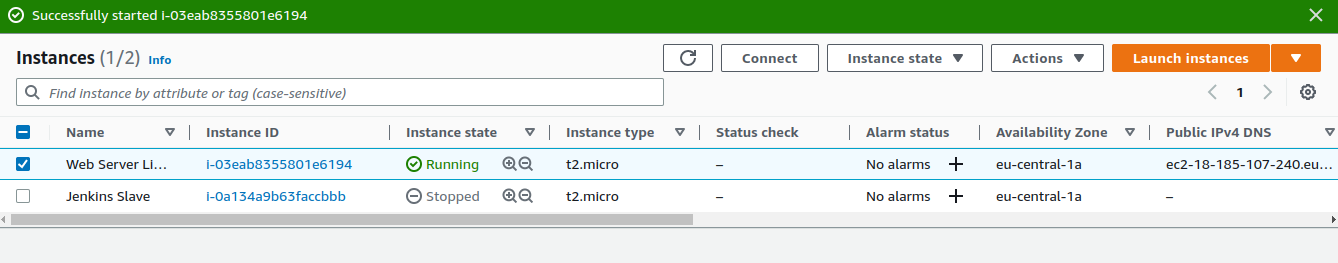 Successfully started i-03eab8355801e6194
Instances (1/2) Info
Connect Instance state Actions Launch instances
Find instance by attribute or tag (case-sensitive)
1
Name Instance ID Instance state Instance type Status check Alarm status Availability Zone Public IPv4 DNS
Web Server Li... i-03eab8355801e6194 Running t2.micro – No alarms + eu-central-1a ec2-18-185-107-240.eu...
Jenkins Slave i-0a134a9b63faccbbb Stopped t2.micro – No alarms + eu-central-1a –